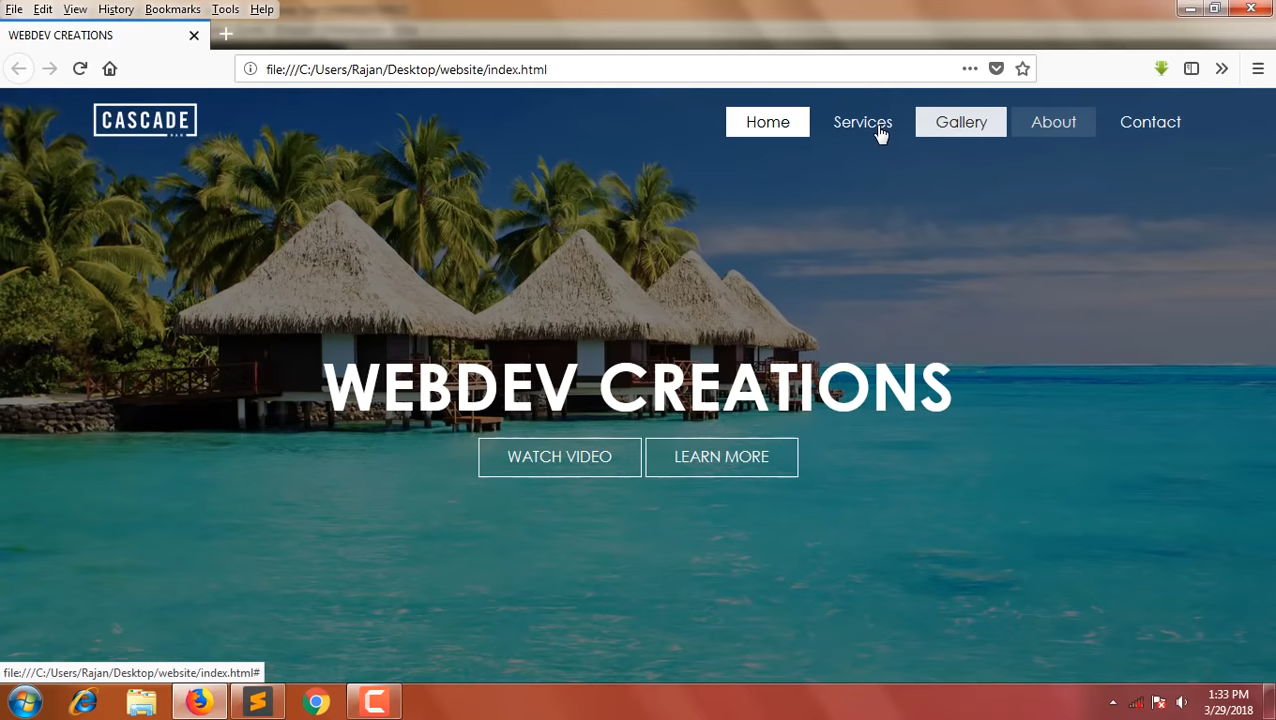 File Edit View History Bookmarks Tools Help
WEBDEV CREATIONS
file:///C:/Users/Rajan/Desktop/website/index.html
CASCADE
Home Services Gallery About Contact
WEBDEV CREATIONS
WATCH VIDEO LEARN MORE
file:///C:/Users/Rajan/Desktop/website/index.html#
1:33 PM
3/29/2018